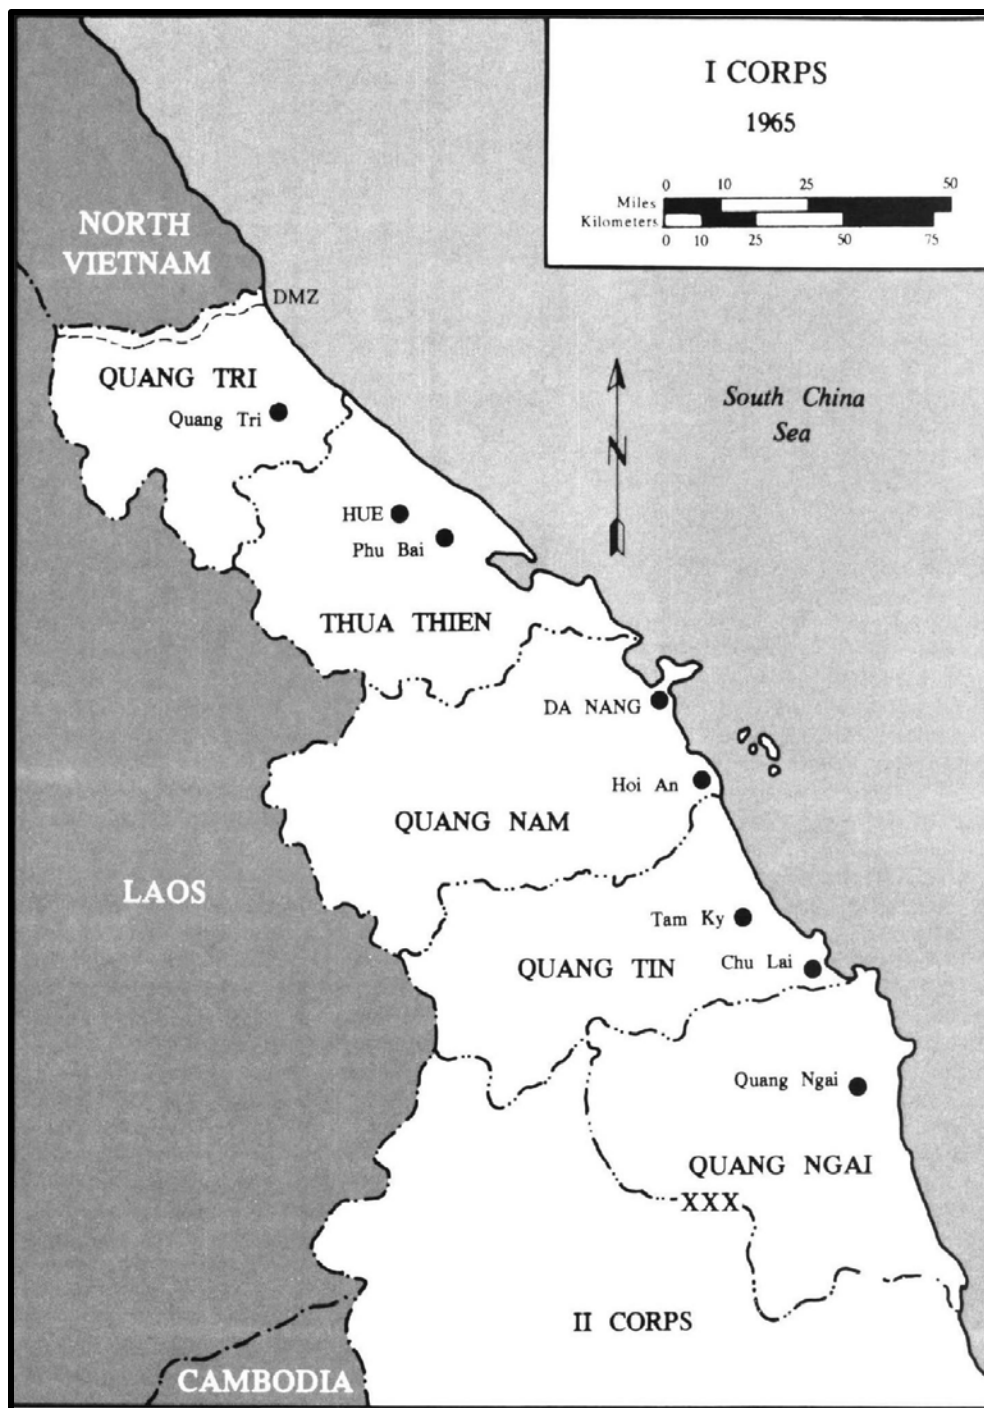 I CORPS
1965
0 10 25 50
Miles
Kilometers
0 10 25 50 75
NORTH
VIETNAM
DMZ
QUANG TRI
Quang Tri
South China
Sea
N
HUE
Phu Bai
THUA THIEN
DA NANG
Hoi An
QUANG NAM
LAOS
Tam Ky
QUANG TIN
Chu Lai
Quang Ngai
QUANG NGAI
XXX
II CORPS
CAMBODIA